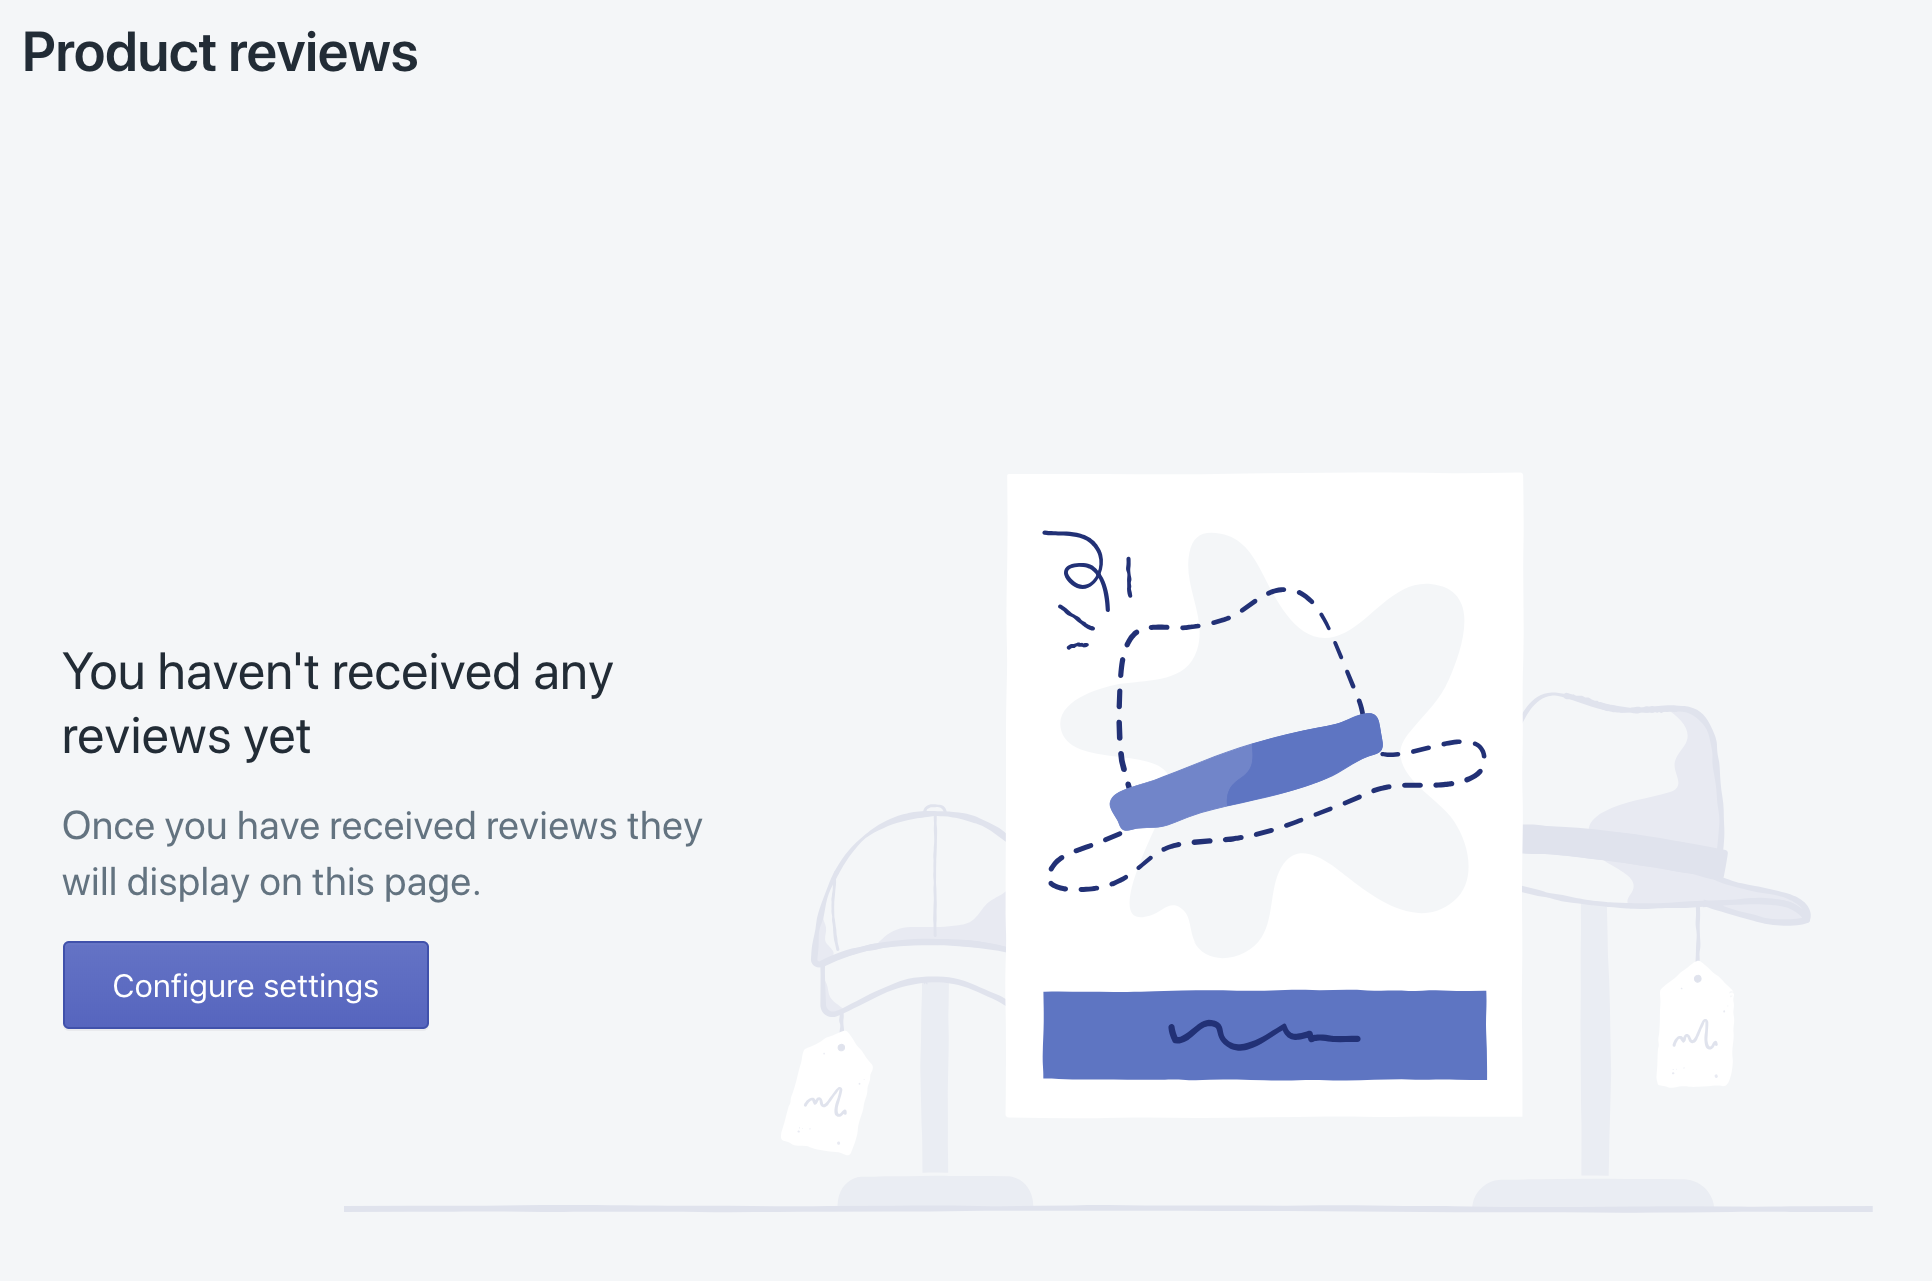 Product reviews
You haven't received any
reviews yet
Once you have received reviews they
will display on this page.
Configure settings